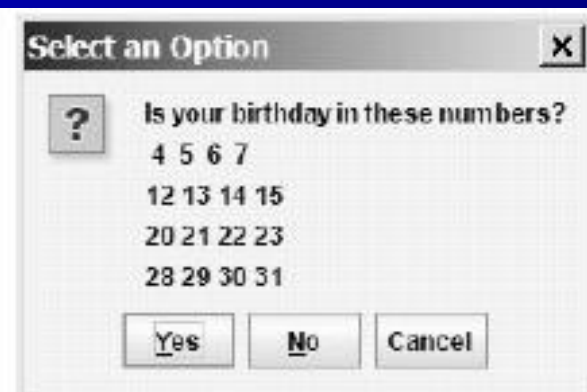 Select an Option
Is your birthday in these numbers?
4 5 6 7
12 13 14 15
20 21 22 23
28 29 30 31
Yes No Cancel